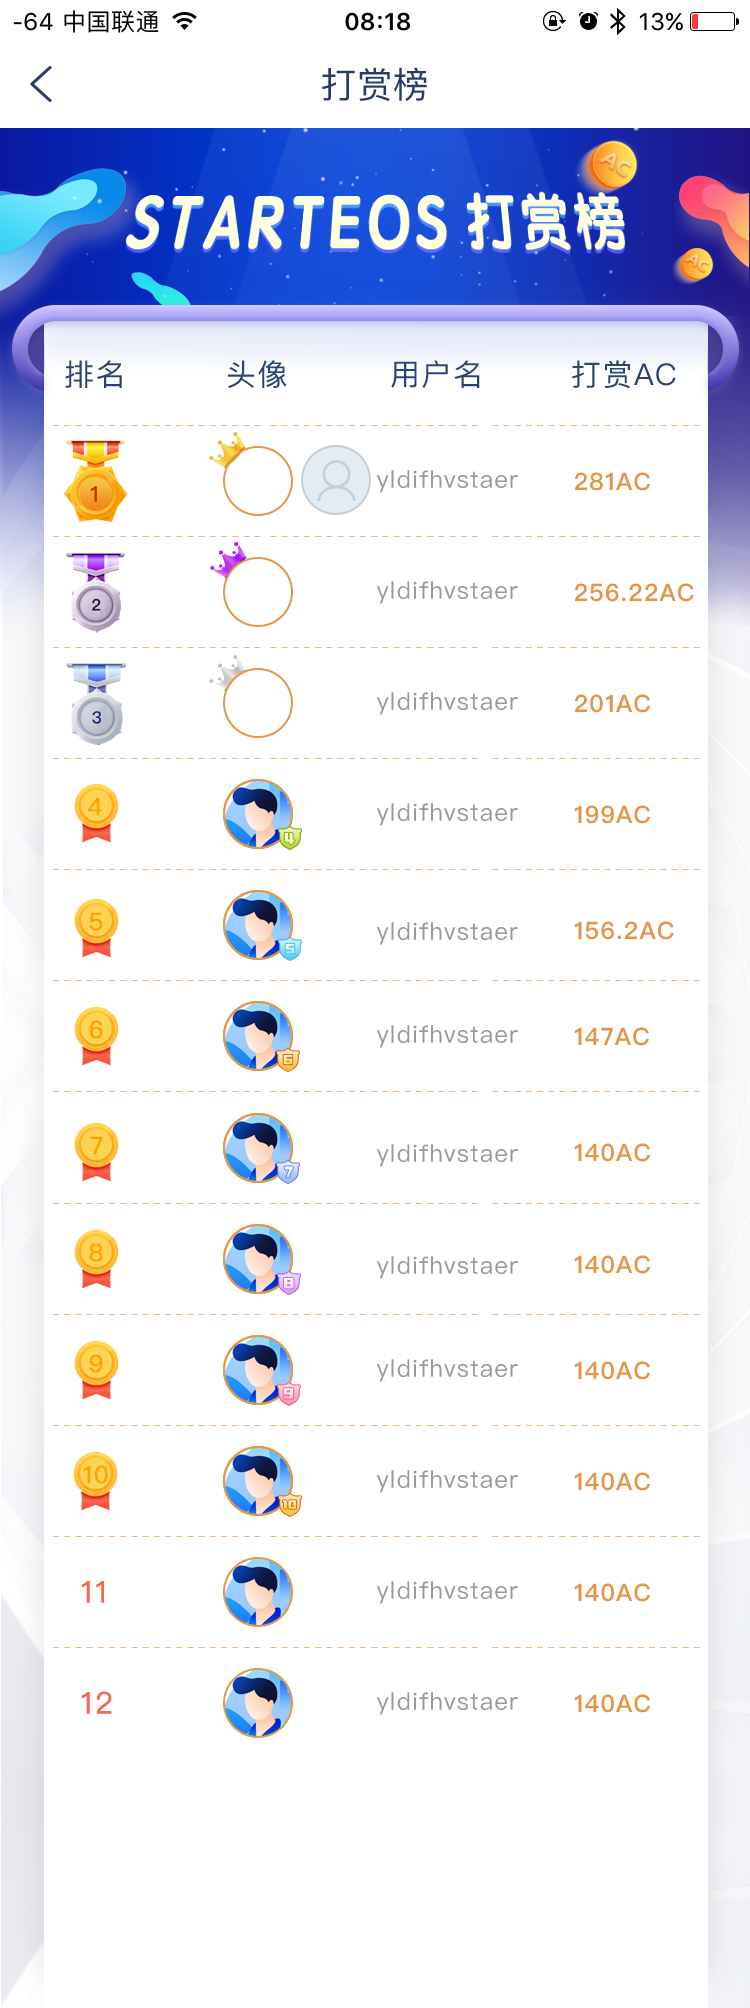 -64 中国联通 08:18 13%
打赏榜
AC
STARTEOS 打赏榜
AC
排名 头像 用户名 打赏AC
1 yldifhvstaer 281AC
2 yldifhvstaer 256.22AC
3 yldifhvstaer 201AC
4 4 yldifhvstaer 199AC
5 5 yldifhvstaer 156.2AC
6 6 yldifhvstaer 147AC
7 7 yldifhvstaer 140AC
8 8 yldifhvstaer 140AC
9 9 yldifhvstaer 140AC
10 10 yldifhvstaer 140AC
11 yldifhvstaer 140AC
12 yldifhvstaer 140AC